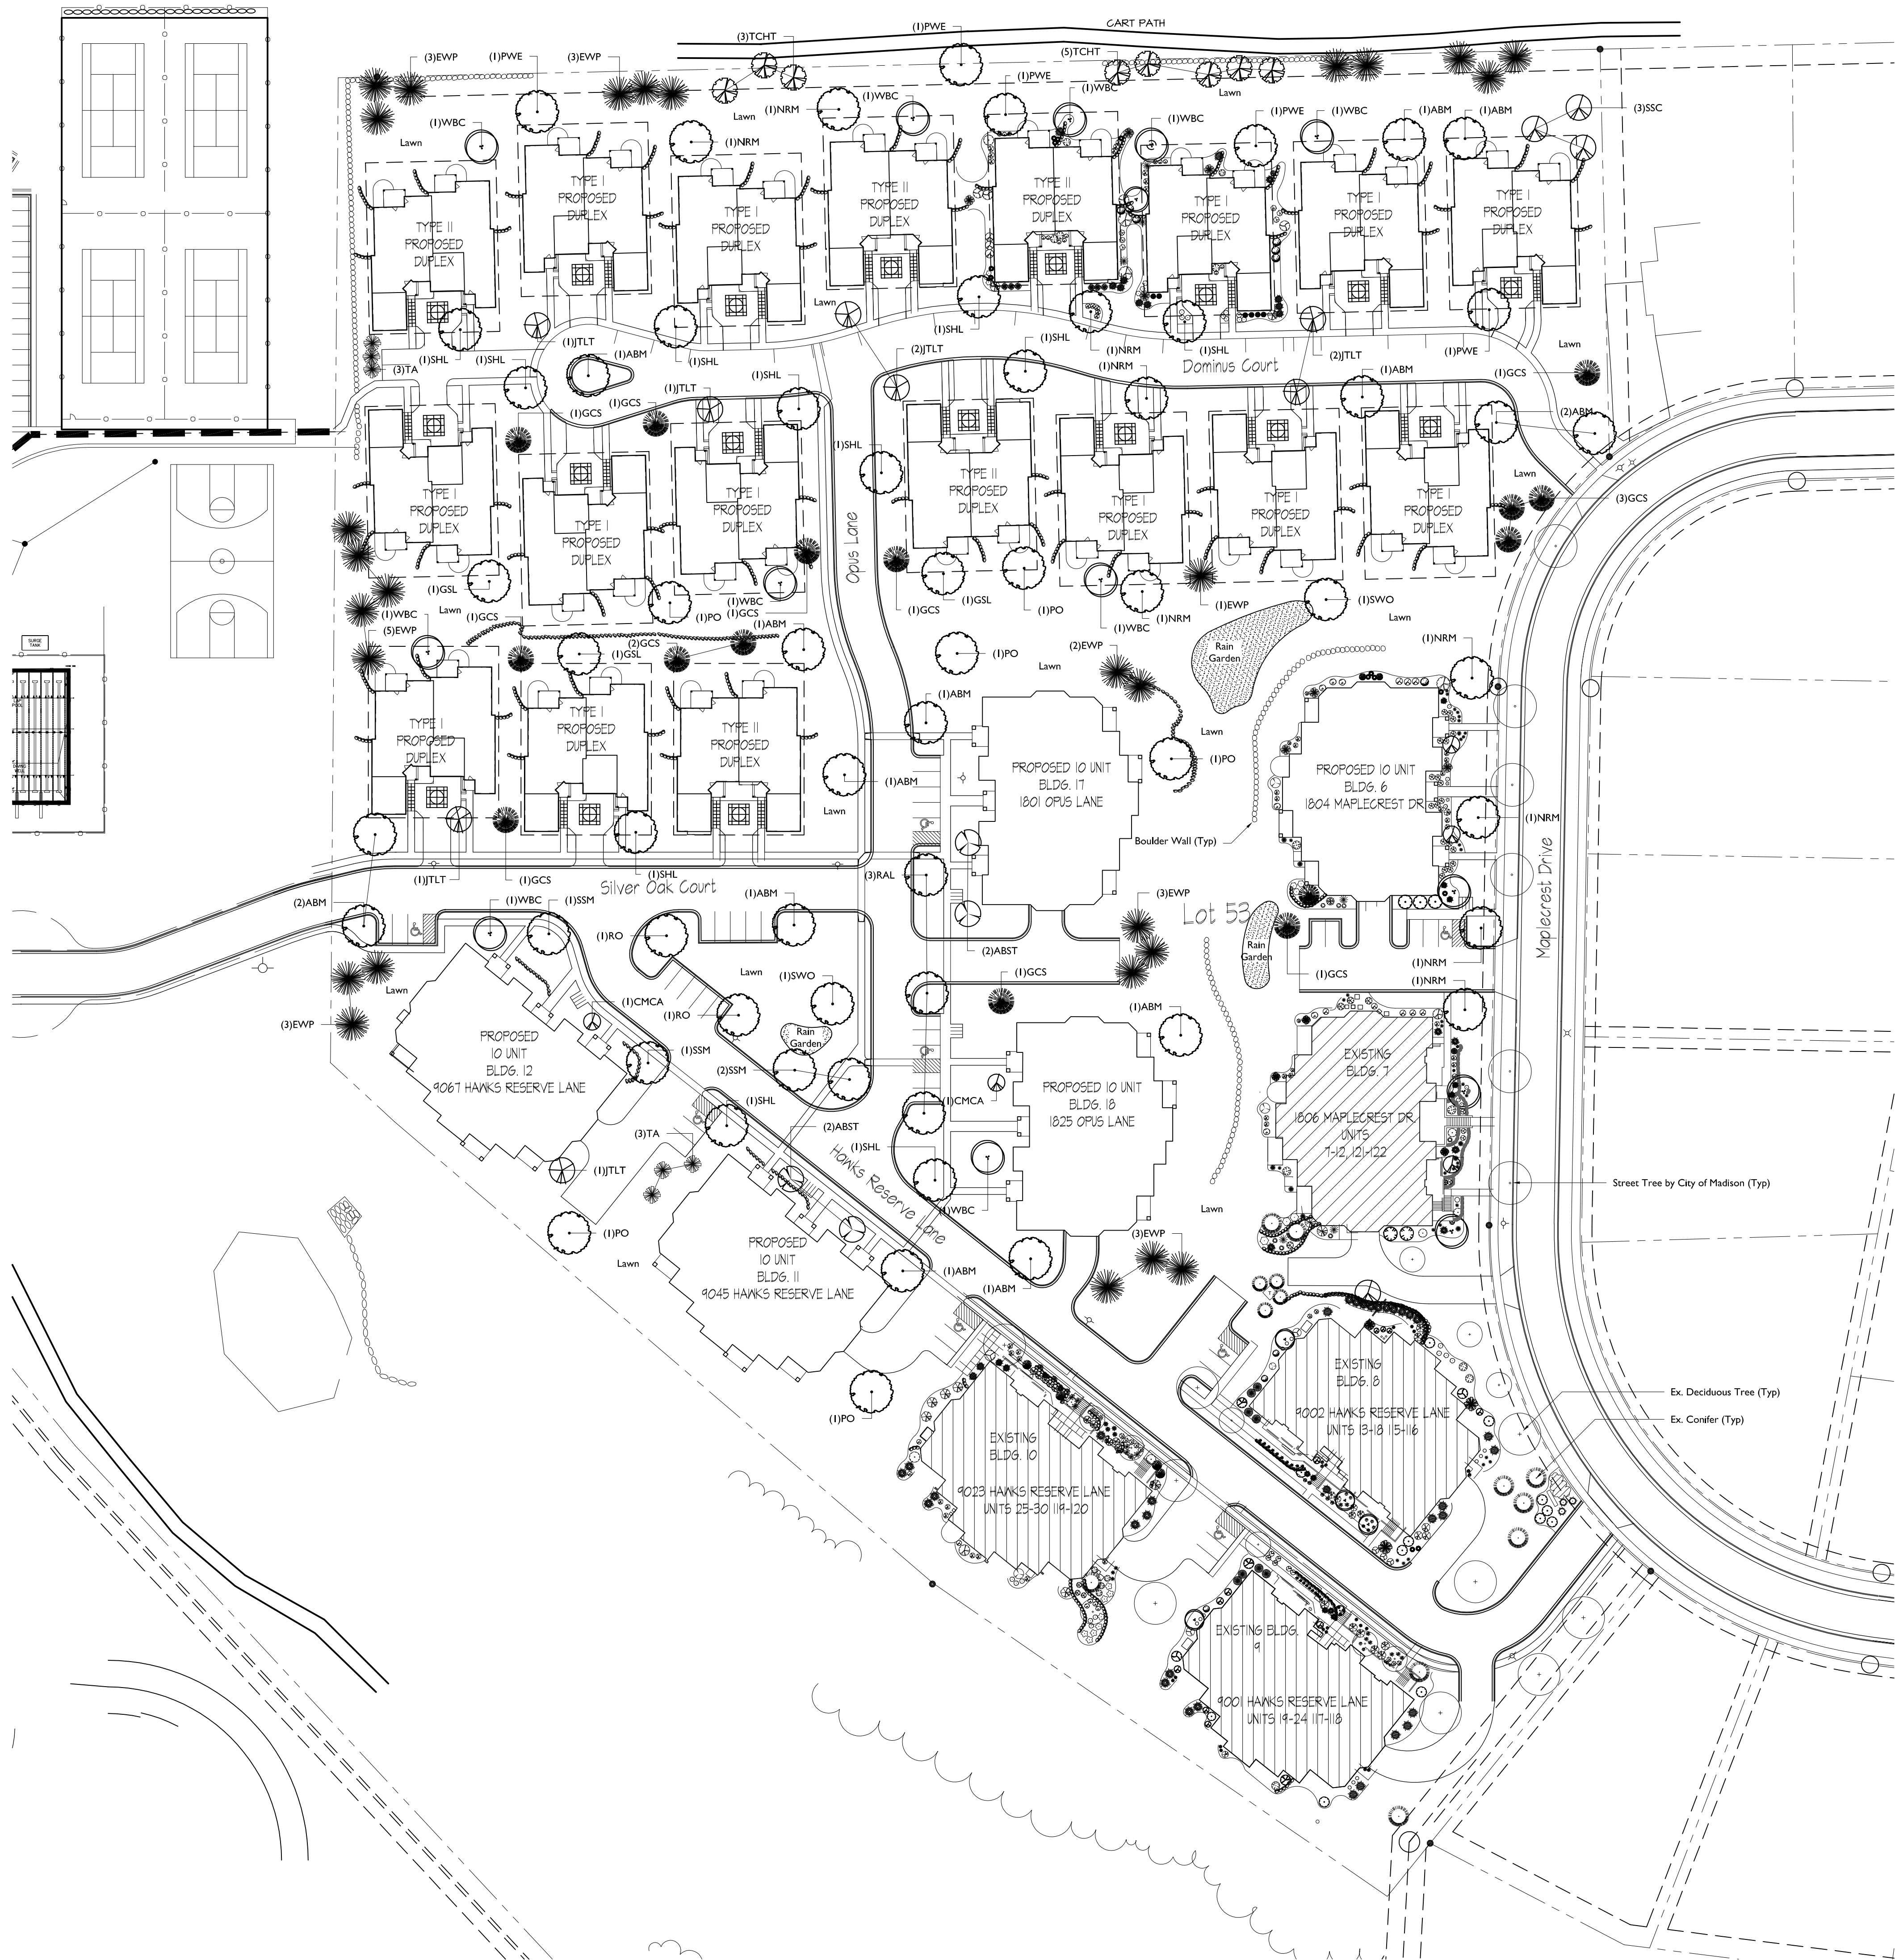 CART PATH
(1)PWE
(3)TCHT
(5)TCHT
(3)EWP
(1)PWE
(3)EWP
(1)PWE
(1)WBC
(1)WBC
Lawn
(1)NRM
Lawn
(3)SSC
(1)WBC
(1)WBC
(1)PWE
(1)WBC
(1)ABM
(1)ABM
Lawn
(1)NRM
TYPE II
PROPOSED
DUPLEX
TYPE I
PROPOSED
DUPLEX
TYPE I
PROPOSED
DUPLEX
TYPE II
PROPOSED
DUPLEX
TYPE II
PROPOSED
DUPLEX
TYPE I
PROPOSED
DUPLEX
TYPE I
PROPOSED
DUPLEX
TYPE I
PROPOSED
DUPLEX
Lawn
(1)SHL
(1)JTLT
(1)SHL
(1)SHL
(1)ABM
(1)SHL
(3)TA
(2)JTLT
(1)SHL
(1)NRM
(1)SHL
(2)JTLT
(1)PWE
Lawn
Dominus Court
(1)NRM
(1)ABM
(1)GCS
(1)JTLT
(1)SHL
(1)GCS
(1)GCS
(2)ABM
(1)SHL
Lawn
(3)GCS
TYPE I
PROPOSED
DUPLEX
TYPE I
PROPOSED
DUPLEX
TYPE I
PROPOSED
DUPLEX
Opus Lane
TYPE II
PROPOSED
DUPLEX
TYPE I
PROPOSED
DUPLEX
TYPE I
PROPOSED
DUPLEX
TYPE I
PROPOSED
DUPLEX
(1)GSL
Lawn
(1)WBC
(1)GCS
(5)EWP
(1)PO
(1)WBC
(1)GCS
(1)ABM
(2)GCS
(1)GSL
(1)GCS
(1)GSL
(1)PO
(1)WBC
(1)NRM
(1)EWP
(1)SWO
Lawn
(1)NRM
SURGE
TANK
(1)PO
Lawn
(2)EWP
Rain
Garden
(1)ABM
Lawn
(1)PO
TYPE I
PROPOSED
DUPLEX
TYPE I
PROPOSED
DUPLEX
TYPE II
PROPOSED
DUPLEX
(1)ABM
Lawn
PROPOSED 10 UNIT
BLDG. 17
1801 OPUS LANE
PROPOSED 10 UNIT
BLDG. 6
1804 MAPLECREST DR
(1)NRM
Boulder Wall (Typ)
(1)JTLT
(1)GCS
(1)SHL
Silver Oak Court
(3)RAL
(2)ABM
(1)WBC
(1)SSM
(1)ABM
(3)EWP
Lot 53
Maplecrest Drive
(1)RO
(2)ABST
Rain
Garden
(1)NRM
Lawn
(1)SWO
(1)GCS
(1)GCS
(1)NRM
Lawn
(1)CMCA
(1)RO
(1)ABM
(3)EWP
PROPOSED
10 UNIT
BLDG. 12
9067 HAWKS RESERVE LANE
Rain
Garden
(1)SSM
(2)SSM
EXISTING
BLDG. 7
PROPOSED 10 UNIT
BLDG. 18
1825 OPUS LANE
(1)CMCA
(1)SHL
1806 MAPLECREST DR.
UNITS
7-12, 121-122
(2)ABST
(3)TA
(1)SHL
Hawks Reserve Lane
(1)JTLT
Street Tree by City of Madison (Typ)
(1)WBC
Lawn
(1)PO
(3)EWP
PROPOSED
10 UNIT
BLDG. 11
9045 HAWKS RESERVE LANE
Lawn
(1)ABM
(1)ABM
EXISTING
BLDG. 8
9002 HAWKS RESERVE LANE
UNITS 13-18 115-116
Ex. Deciduous Tree (Typ)
(1)PO
Ex. Conifer (Typ)
EXISTING
BLDG. 10
9023 HAWKS RESERVE LANE
UNITS 25-30 119-120
EXISTING BLDG.
9
9001 HAWKS RESERVE LANE
UNITS 19-24 117-118